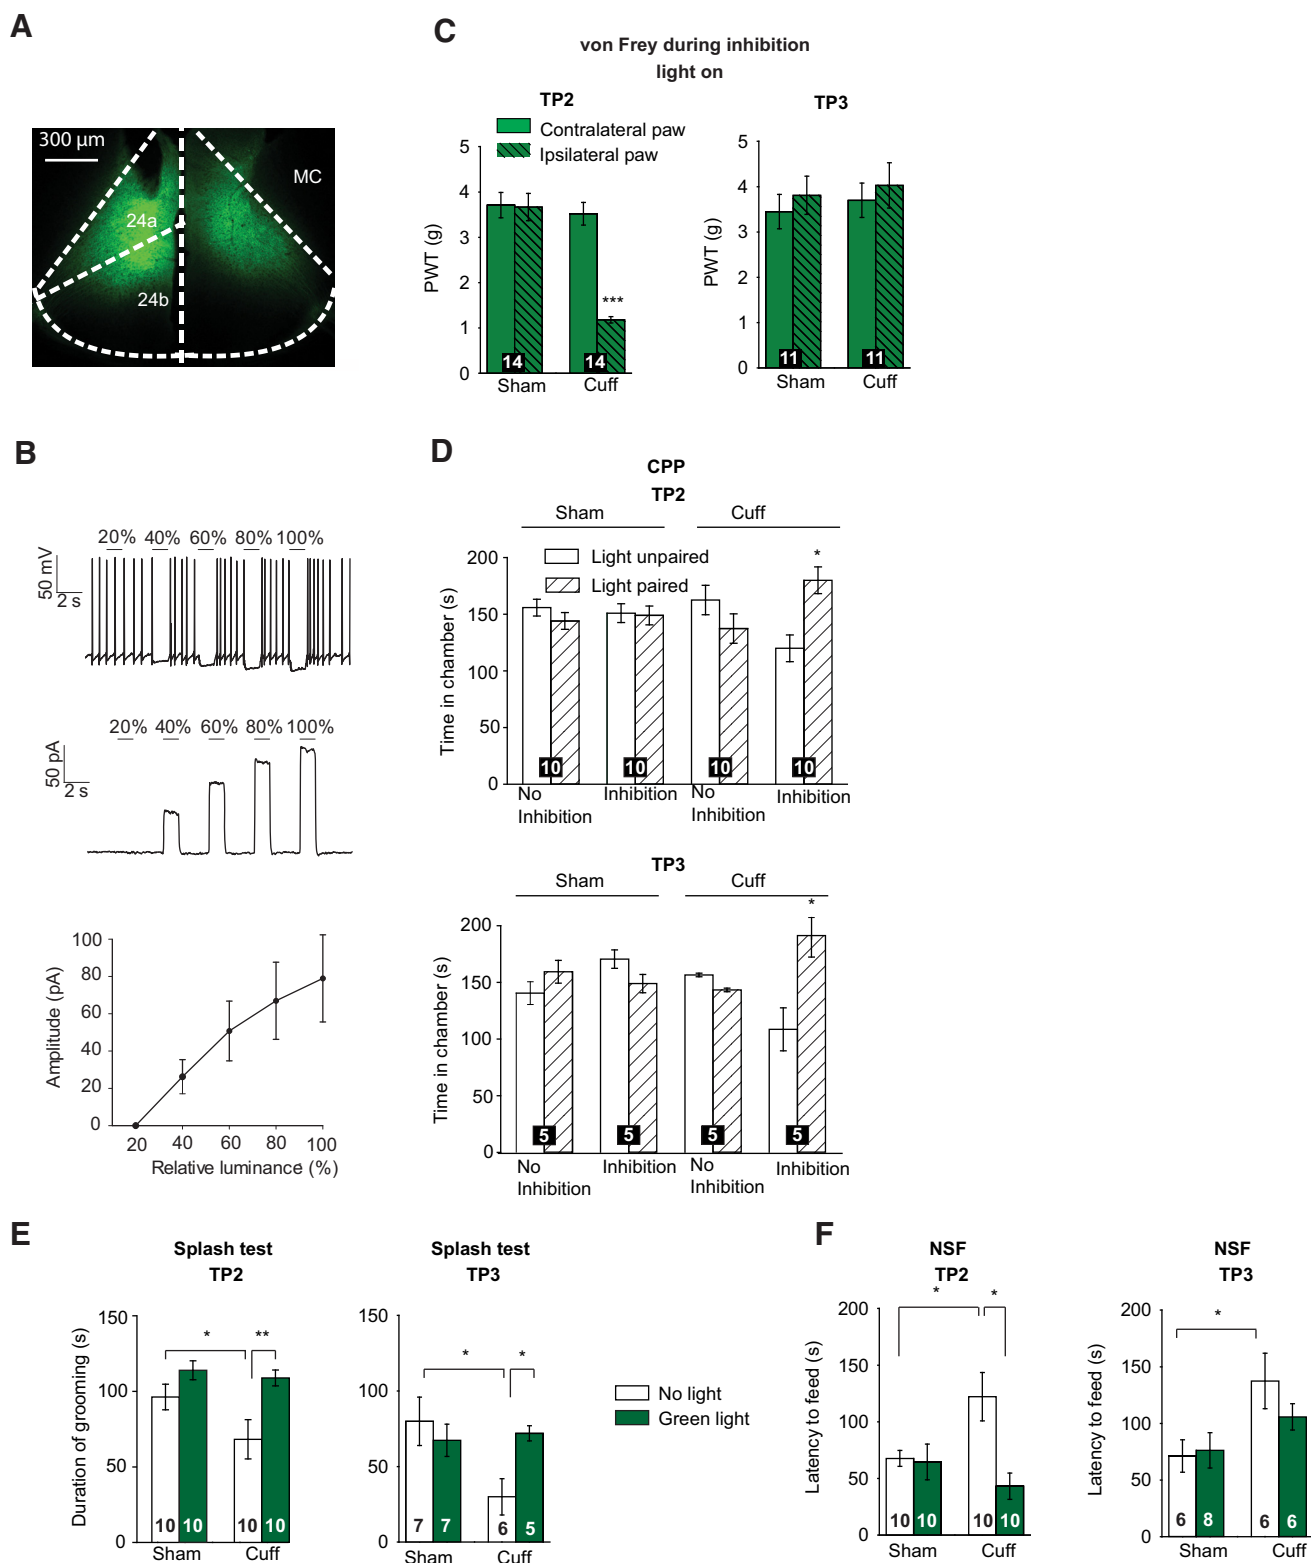 A
300 µm
MC
24a
24b
C
von Frey during inhibition
light on
TP2
Contralateral paw
Ipsilateral paw
PWT (g)
5
4
3
2
1
0
***
14
14
Sham
Cuff
TP3
PWT (g)
5
4
3
2
1
0
11
11
Sham
Cuff
B
20% 40% 60% 80% 100%
50 mV
2 s
20% 40% 60% 80% 100%
50 pA
2 s
Amplitude (pA)
100
80
60
40
20
0
20 40 60 80 100
Relative luminance (%)
D
CPP
TP2
Sham
Cuff
Light unpaired
Light paired
*
Time in chamber (s)
200
150
100
50
0
10
10
10
10
No Inhibition
Inhibition
No Inhibition
Inhibition
TP3
Sham
Cuff
*
Time in chamber (s)
200
150
100
50
0
5
5
5
5
No Inhibition
Inhibition
No Inhibition
Inhibition
E
Splash test
TP2
Duration of grooming (s)
150
100
50
0
*
**
10 10 10 10
Sham
Cuff
Splash test
TP3
150
100
50
0
*
*
7 7 6 5
Sham
Cuff
No light
Green light
F
NSF
TP2
Latency to feed (s)
200
150
100
50
0
*
*
10 10 10 10
Sham
Cuff
NSF
TP3
Latency to feed (s)
200
150
100
50
0
*
6 8 6 6
Sham
Cuff